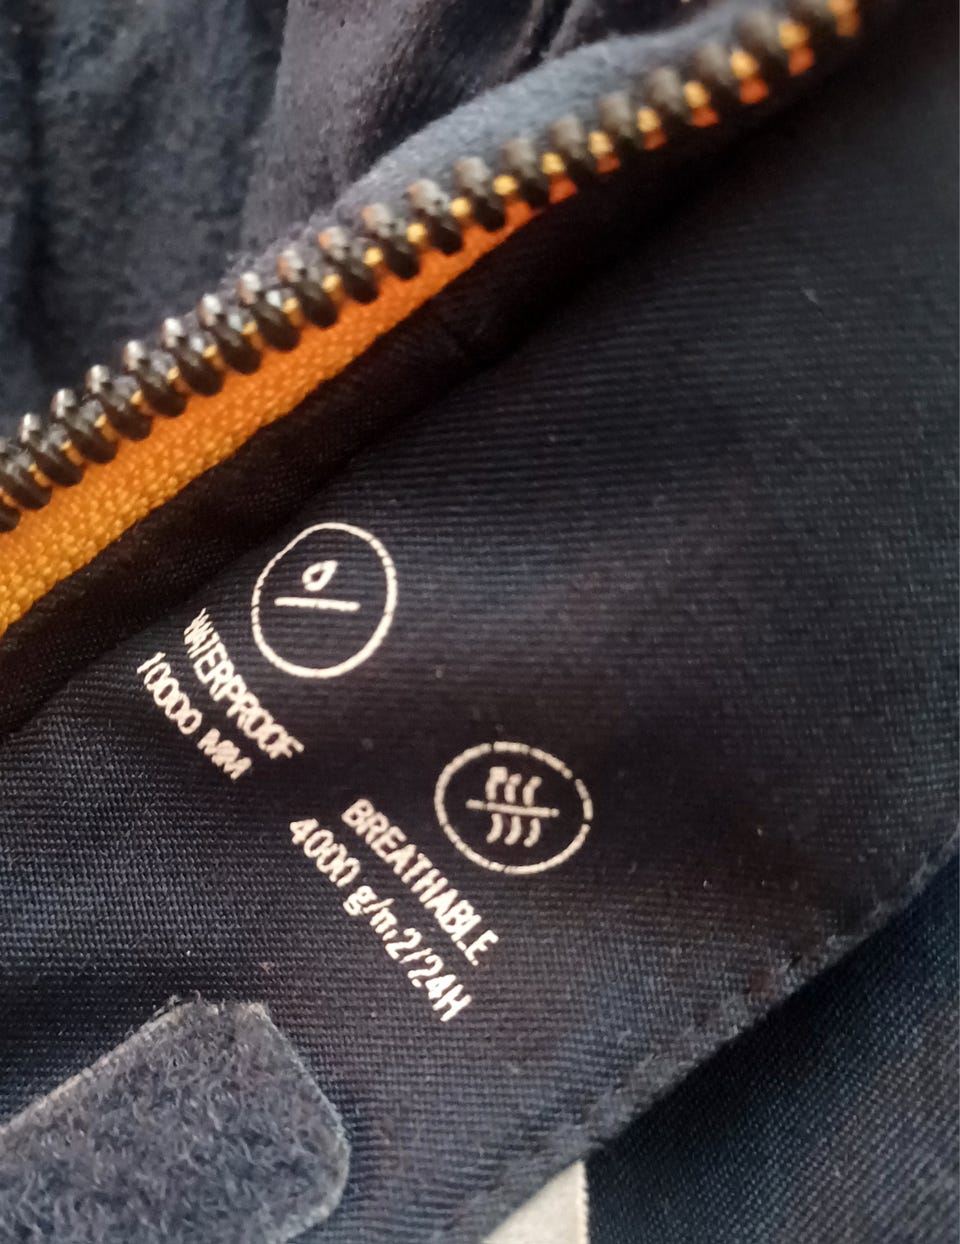 WATERPROOF
10000 MM
BREATHABLE
4000 g/m2/24H